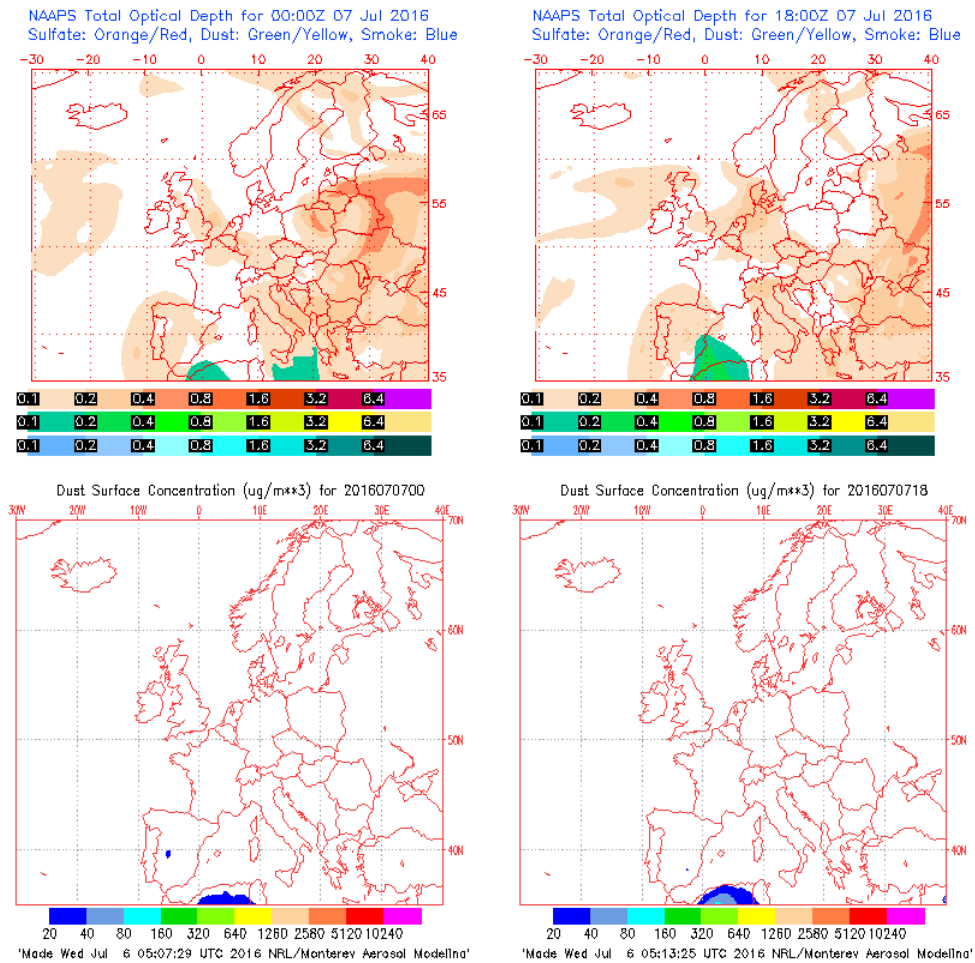 NAAPS Total Optical Depth for 00:00Z 07 Jul 2016
Sulfate: Orange/Red, Dust: Green/Yellow, Smoke: Blue
-30 -20 -10 0 10 20 30 40
65
55
45
35
0.1 0.2 0.4 0.8 1.6 3.2 6.4
0.1 0.2 0.4 0.8 1.6 3.2 6.4
0.1 0.2 0.4 0.8 1.6 3.2 6.4
NAAPS Total Optical Depth for 18:00Z 07 Jul 2016
Sulfate: Orange/Red, Dust: Green/Yellow, Smoke: Blue
-30 -20 -10 0 10 20 30 40
65
55
45
35
0.1 0.2 0.4 0.8 1.6 3.2 6.4
0.1 0.2 0.4 0.8 1.6 3.2 6.4
0.1 0.2 0.4 0.8 1.6 3.2 6.4
Dust Surface Concentration (ug/m**3) for 2016070700
30W 20W 10W 0 10E 20E 30E 40E
70N
60N
50N
40N
20 40 80 160 320 640 1260 2580 5120 10240
'Made Wed Jul 6 05:07:29 UTC 2016 NRL/Monterey Aerosol Modeling'
Dust Surface Concentration (ug/m**3) for 2016070718
30W 20W 10W 0 10E 20E 30E 40E
70N
60N
50N
40N
20 40 80 160 320 640 1260 2580 5120 10240
'Made Wed Jul 6 05:13:25 UTC 2016 NRL/Monterey Aerosol Modeling'